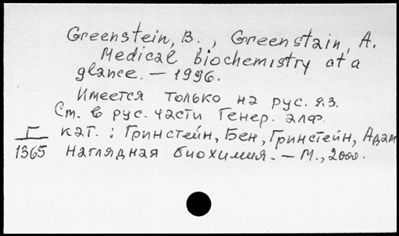 Greenstein, B., Greenstain, A.
Medical biochemistry at a
glance. — 1996.
Имеется только на рус. яз.
См. в рус. части Генер. алф.
кат.: Гринстейн, Бен, Гринстейн, Адам
Г
1365
Наглядная биохимия. — М., 2000.